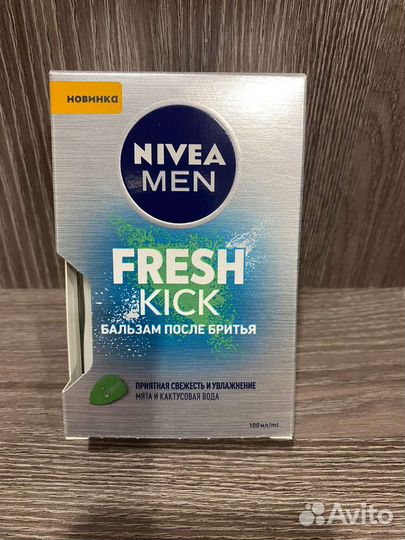 НОВИНКА
NIVEA
MEN
FRESH
KICK
БАЛЬЗАМ ПОСЛЕ БРИТЬЯ
ПРИЯТНАЯ СВЕЖЕСТЬ И УВЛАЖНЕНИЕ
МЯТА И КАКТУСОВАЯ ВОДА
100 мл/ml
Avito